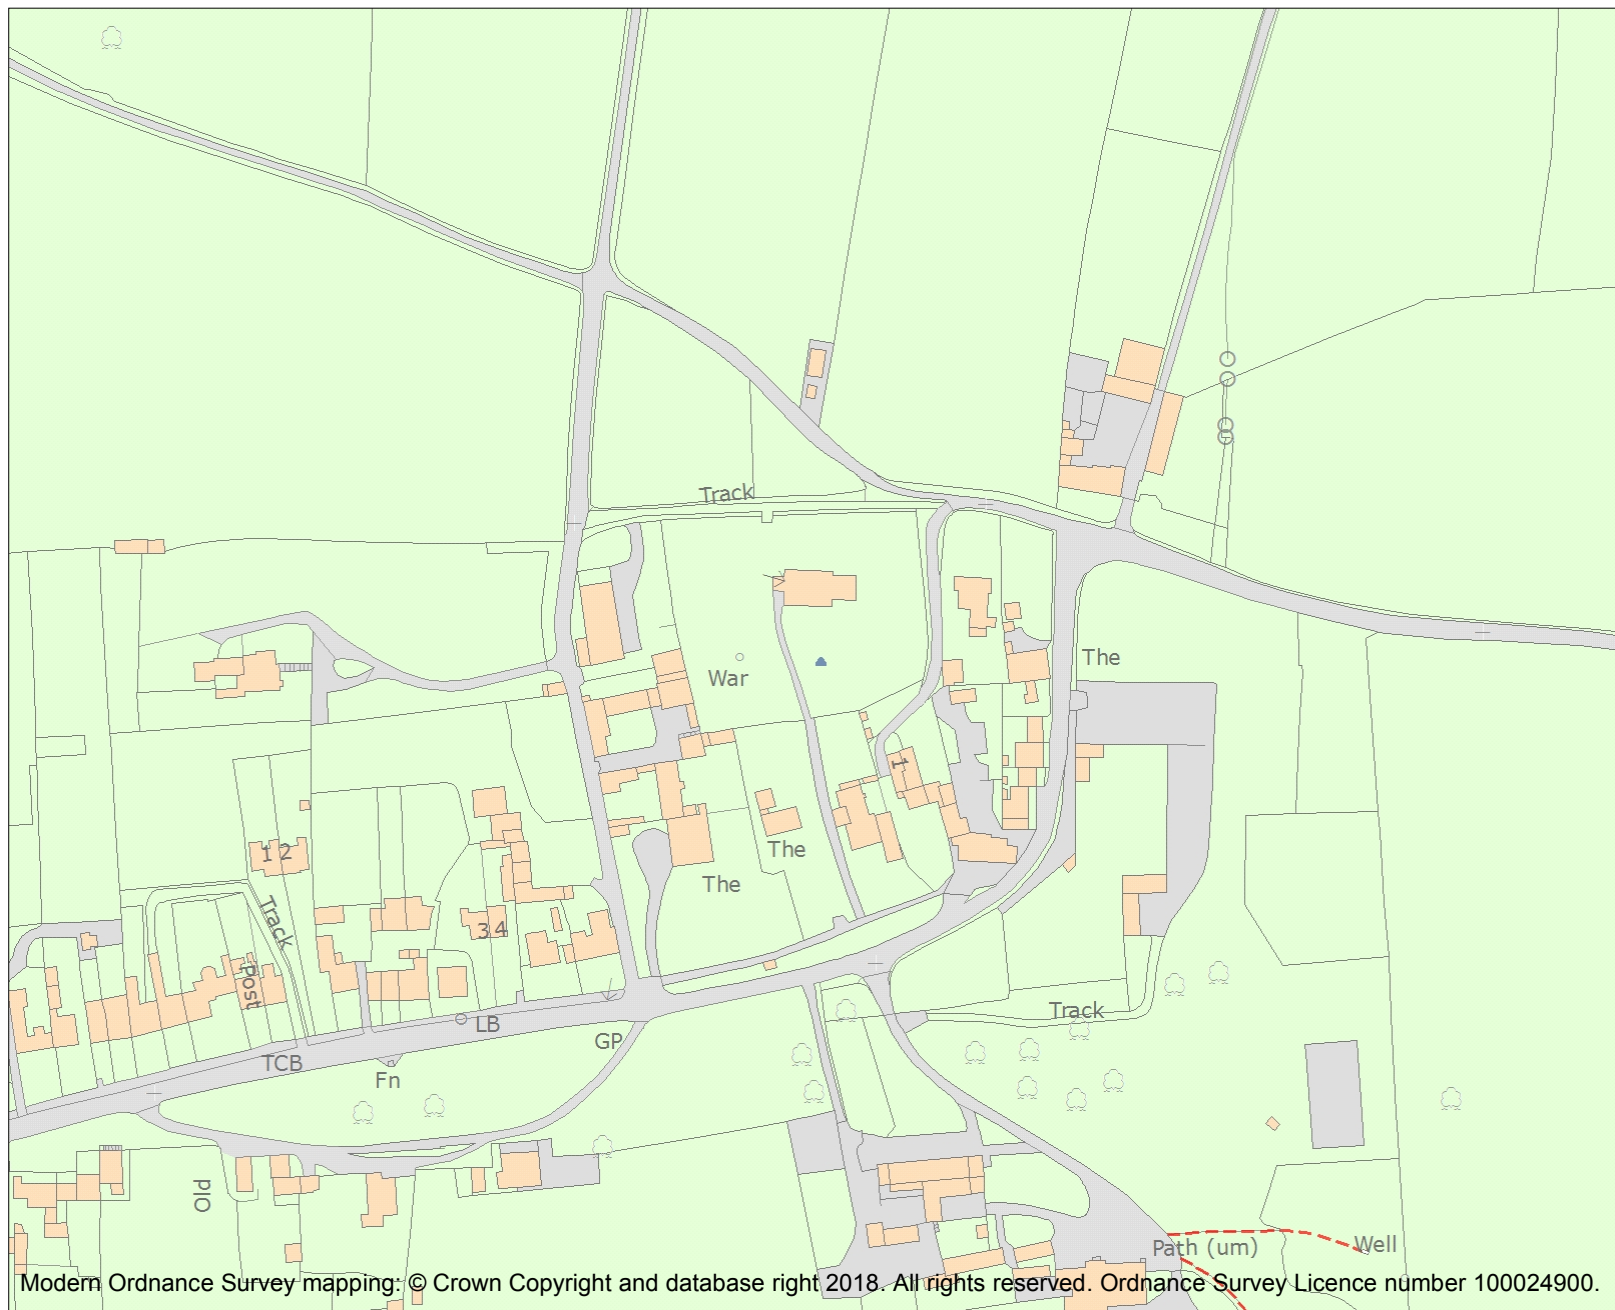 Track
The
War
1
The
The
1 2
Track
3 4
Post
Track
LB
GP
TCB
Fn
Old
Path (um)
Well
Modern Ordnance Survey mapping: © Crown Copyright and database right 2018. All rights reserved. Ordnance Survey Licence number 100024900.